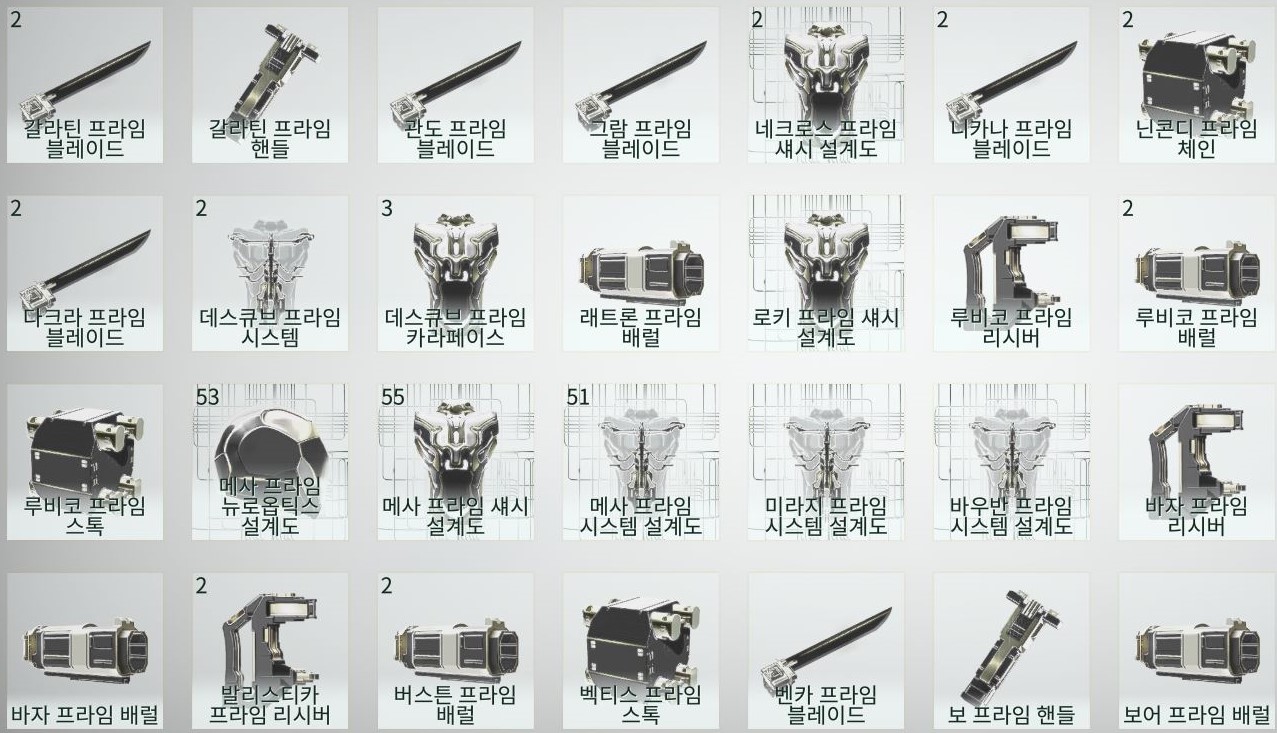 2
갈라틴 프라임
블레이드
갈라틴 프라임
핸들
관도 프라임
블레이드
그람 프라임
블레이드
2
네크로스 프라임
섀시 설계도
2
니카나 프라임
블레이드
2
닌콘디 프라임
체인
2
다크라 프라임
블레이드
2
데스큐브 프라임
시스템
3
데스큐브 프라임
카라페이스
래트론 프라임
배럴
로키 프라임 섀시
설계도
루비코 프라임
리시버
2
루비코 프라임
배럴
루비코 프라임
스톡
53
메사 프라임
뉴로옵틱스
설계도
55
메사 프라임 섀시
설계도
51
메사 프라임
시스템 설계도
미라지 프라임
시스템 설계도
바우반 프라임
시스템 설계도
바자 프라임
리시버
바자 프라임 배럴
2
발리스티카
프라임 리시버
2
버스튼 프라임
배럴
벡티스 프라임
스톡
벤카 프라임
블레이드
보 프라임 핸들
보어 프라임 배럴